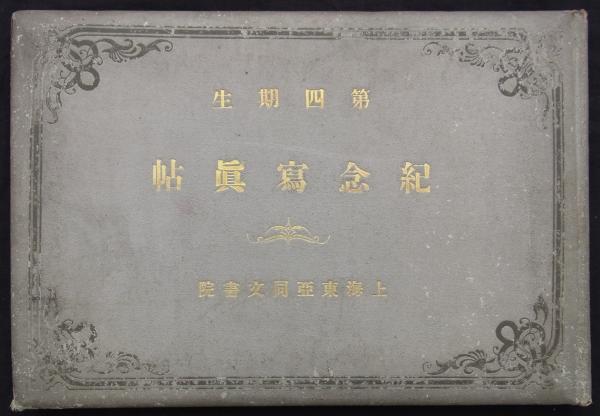 第四期生
紀念寫眞帖
上海東亞同文書院